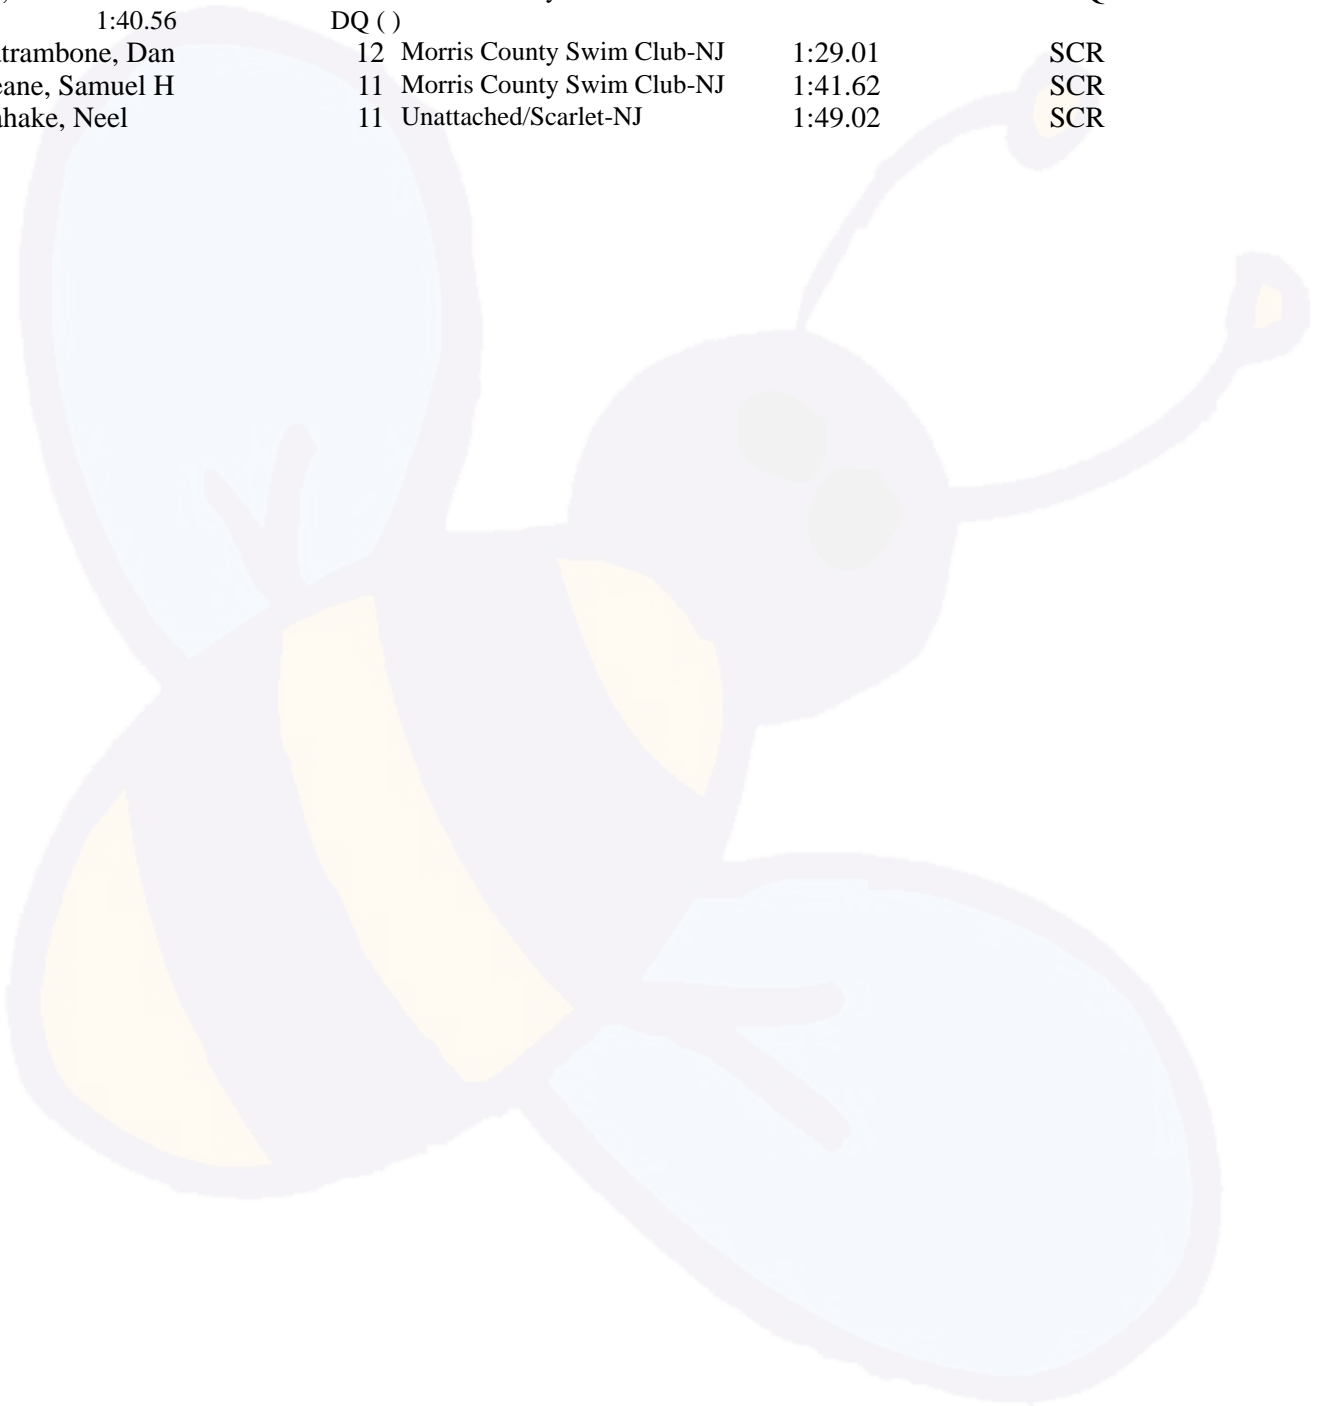 1:40.56 DQ ( )
trambone, Dan 12 Morris County Swim Club-NJ 1:29.01 SCR
eane, Samuel H 11 Morris County Swim Club-NJ 1:41.62 SCR
hake, Neel 11 Unattached/Scarlet-NJ 1:49.02 SCR